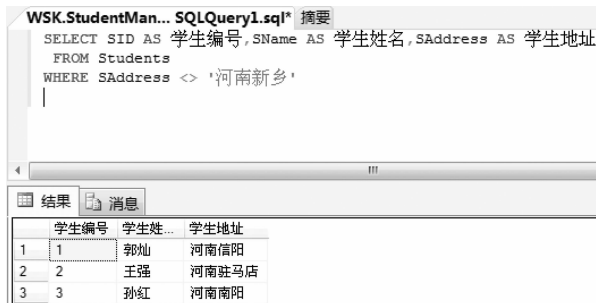 WSK.StudentMan... SQLQuery1.sql* 摘要
SELECT SID AS 学生编号,SName AS 学生姓名,SAddress AS 学生地址
FROM Students
WHERE SAddress <> '河南新乡'
结果 消息
学生编号 学生姓... 学生地址
1 1 郭灿 河南信阳
2 2 王强 河南驻马店
3 3 孙红 河南南阳